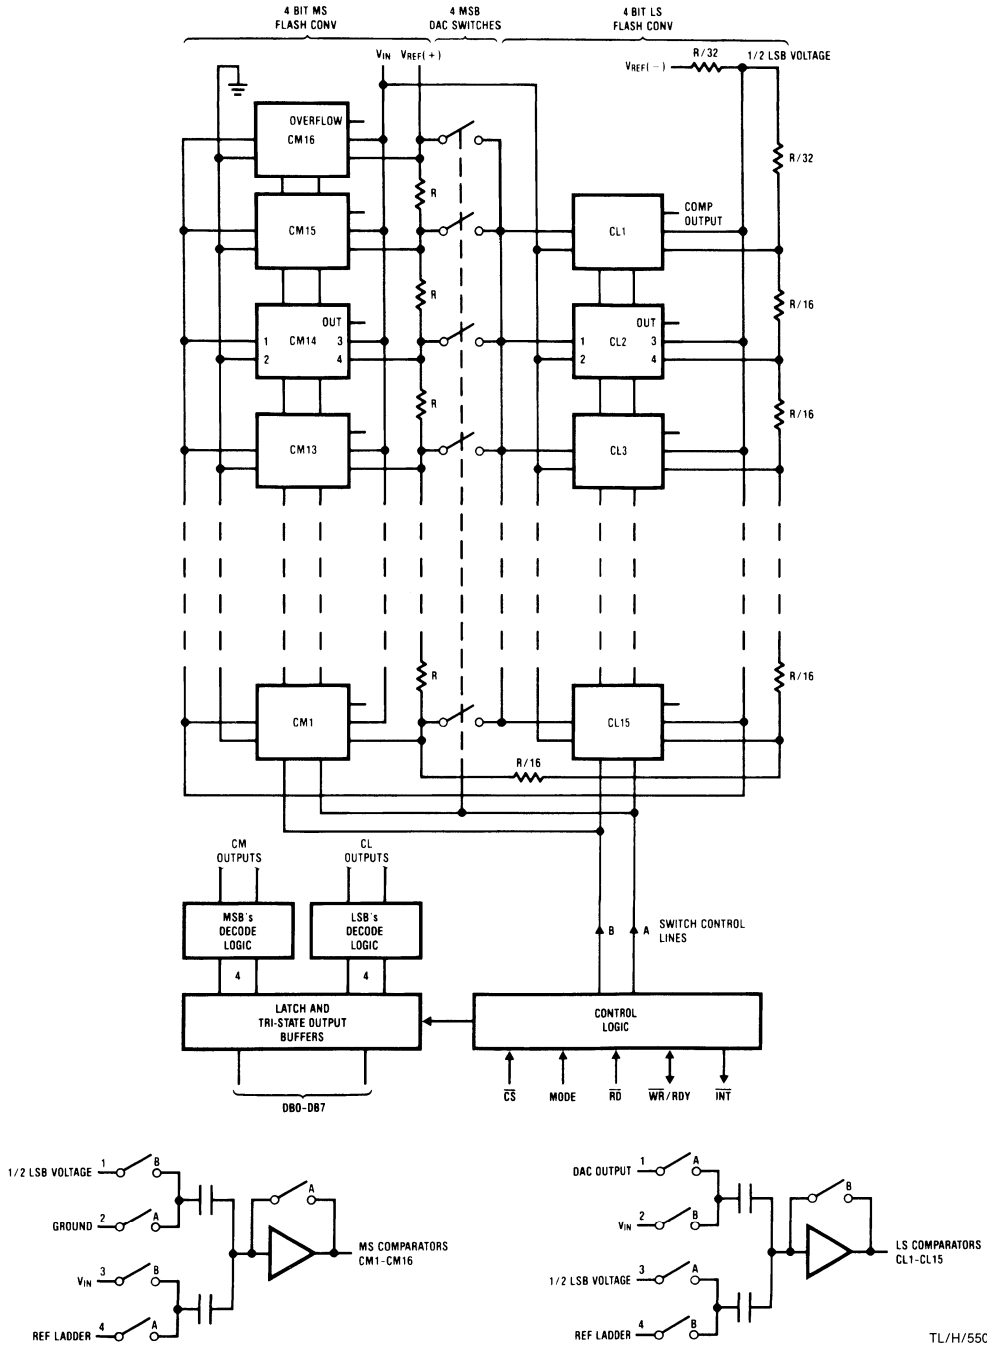 4 BIT MS
FLASH CONV
4 MSB
DAC SWITCHES
4 BIT LS
FLASH CONV
VIN
VREF(+)
VREF(−)
R/32
1/2 LSB VOLTAGE
OVERFLOW
CM16
R/32
R
CM15
CL1
COMP
OUTPUT
R
R/16
OUT
1
CM14
3
2
4
OUT
1
CL2
3
2
4
R
R/16
CM13
CL3
R
R/16
CM1
CL15
R/16
CM
OUTPUTS
CL
OUTPUTS
MSB's
DECODE
LOGIC
LSB's
DECODE
LOGIC
B
A
SWITCH CONTROL
LINES
4
4
LATCH AND
TRI-STATE OUTPUT
BUFFERS
CONTROL
LOGIC
DB0-DB7
C̅S̅
MODE
R̅D̅
W̅R̅/RDY
I̅N̅T̅
1/2 LSB VOLTAGE
1
B
GROUND
2
A
VIN
3
B
REF LADDER
4
A
A
MS COMPARATORS
CM1-CM16
DAC OUTPUT
1
A
VIN
2
B
1/2 LSB VOLTAGE
3
A
REF LADDER
4
B
B
LS COMPARATORS
CL1-CL15
TL/H/550